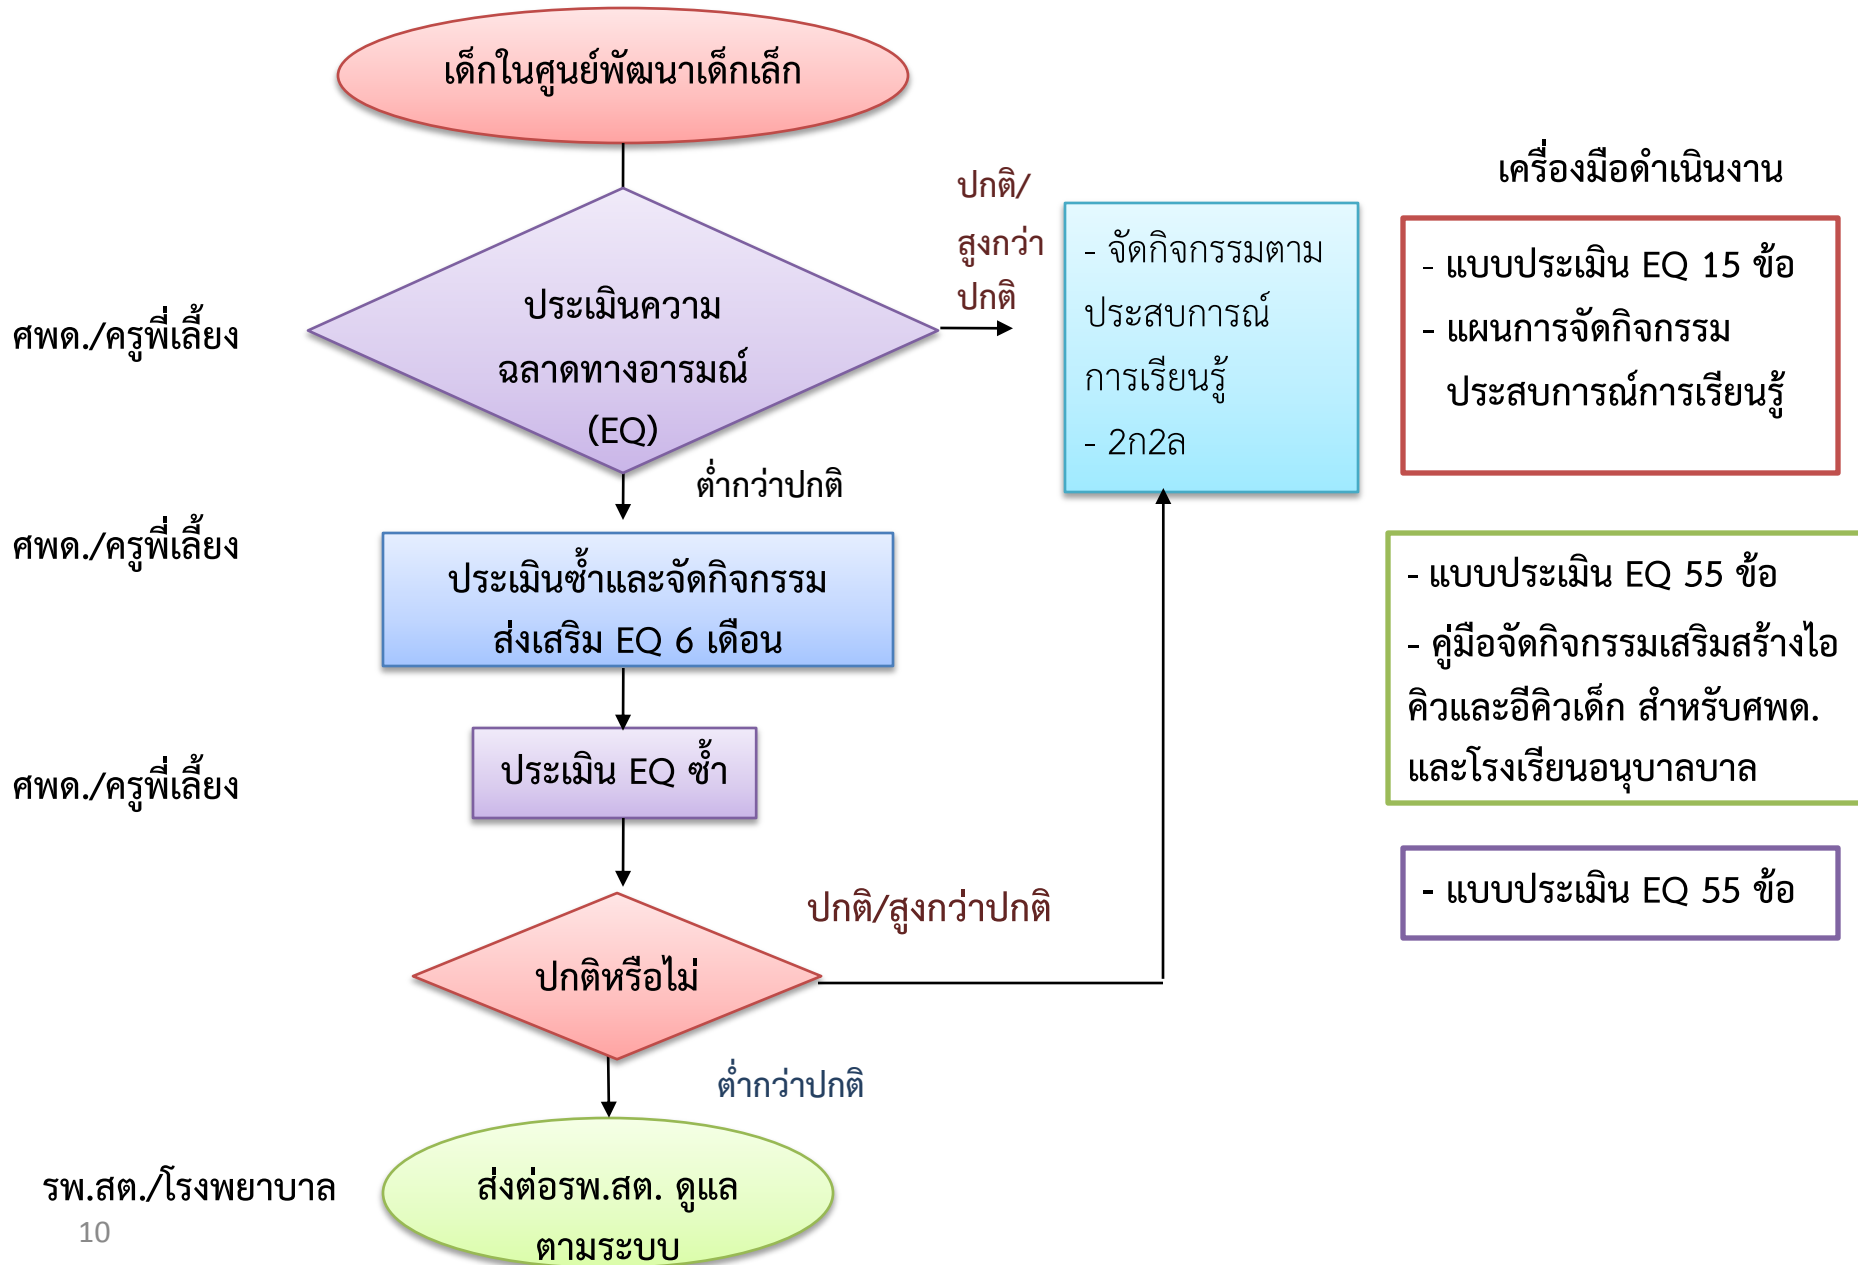 เด็กในศูนย์พัฒนาเด็กเล็ก
ศพด./ครูพี่เลี้ยง
ประเมินความ
ฉลาดทางอารมณ์
(EQ)
ปกติ/
สูงกว่า
ปกติ
- จัดกิจกรรมตาม
ประสบการณ์
การเรียนรู้
- 2ก2ล
เครื่องมือดำเนินงาน
- แบบประเมิน EQ 15 ข้อ
- แผนการจัดกิจกรรม
ประสบการณ์การเรียนรู้
ต่ำกว่าปกติ
ศพด./ครูพี่เลี้ยง
ประเมินซ้ำและจัดกิจกรรม
ส่งเสริม EQ 6 เดือน
- แบบประเมิน EQ 55 ข้อ
- คู่มือจัดกิจกรรมเสริมสร้างไอ
คิวและอีคิวเด็ก สำหรับศพด.
และโรงเรียนอนุบาลบาล
ศพด./ครูพี่เลี้ยง
ประเมิน EQ ซ้ำ
- แบบประเมิน EQ 55 ข้อ
ปกติหรือไม่
ปกติ/สูงกว่าปกติ
ต่ำกว่าปกติ
รพ.สต./โรงพยาบาล
ส่งต่อรพ.สต. ดูแล
ตามระบบ
10